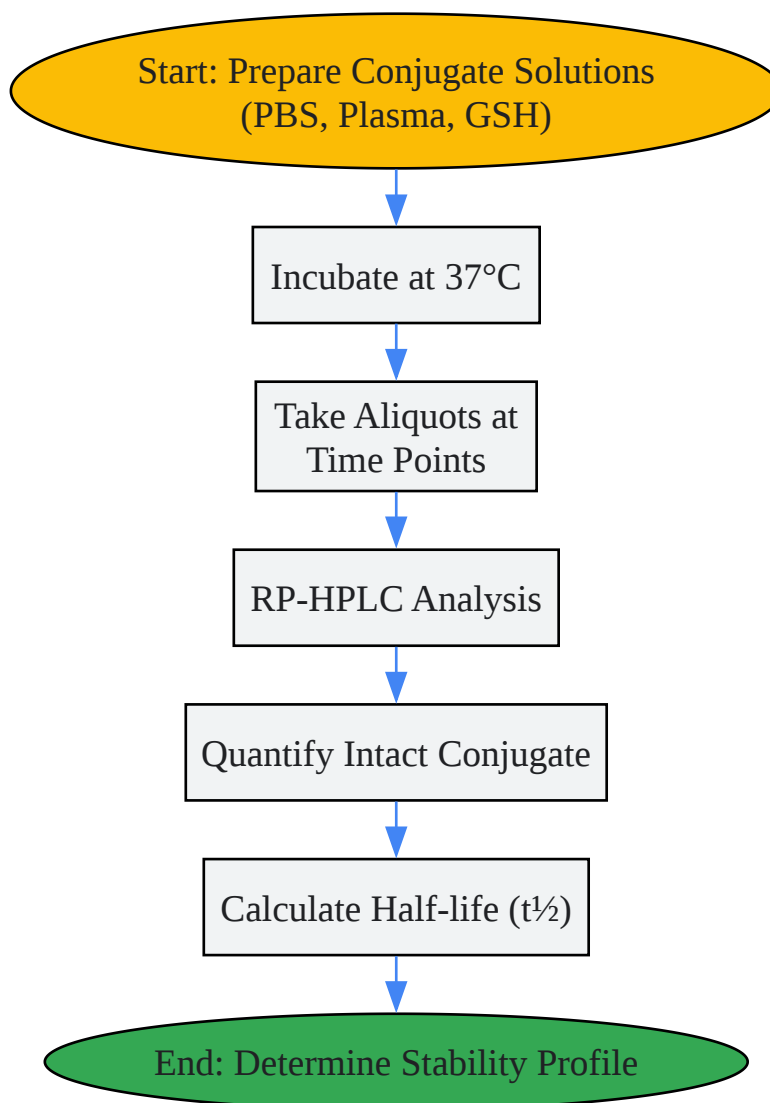 Start: Prepare Conjugate Solutions
(PBS, Plasma, GSH)
Incubate at 37°C
Take Aliquots at
Time Points
RP-HPLC Analysis
Quantify Intact Conjugate
Calculate Half-life (t½)
End: Determine Stability Profile